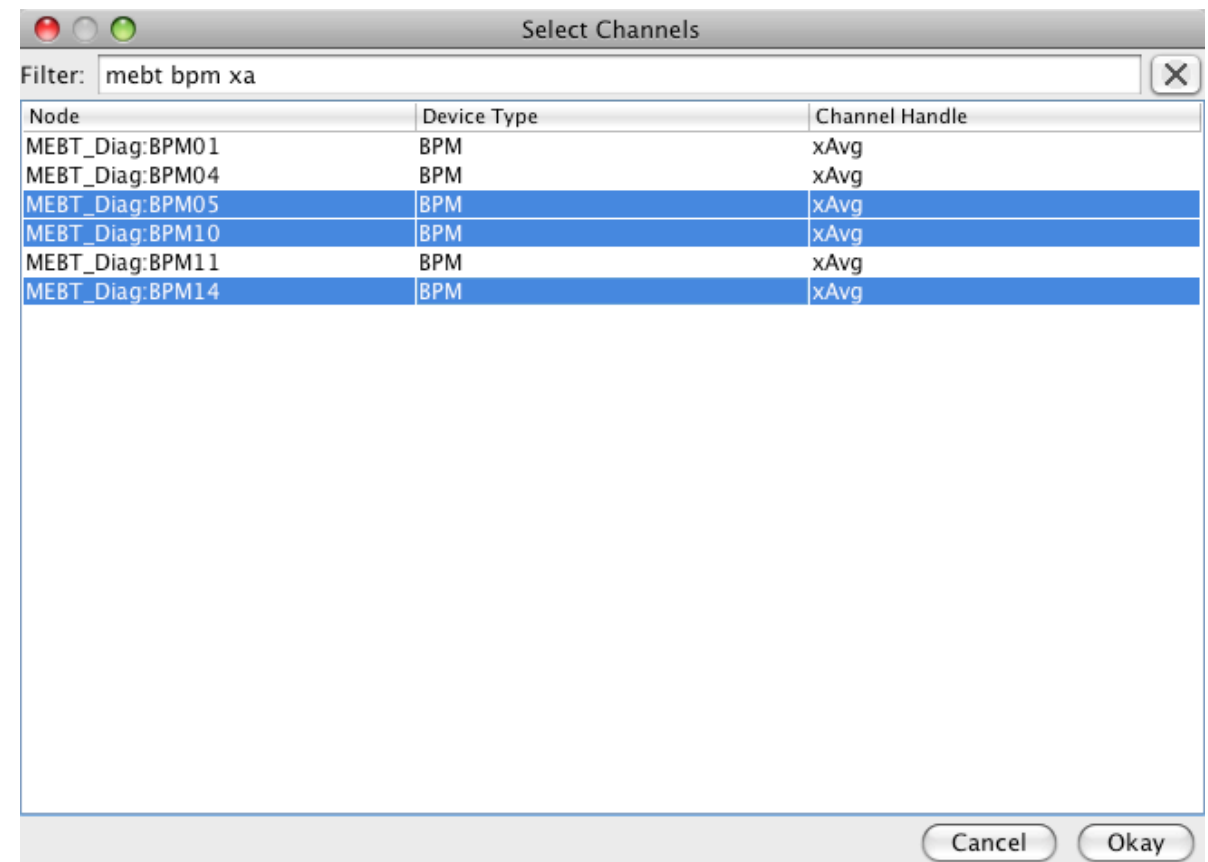 Select Channels
Filter: mebt bpm xa
Node Device Type Channel Handle
MEBT_Diag:BPM01 BPM xAvg
MEBT_Diag:BPM04 BPM xAvg
MEBT_Diag:BPM05 BPM xAvg
MEBT_Diag:BPM10 BPM xAvg
MEBT_Diag:BPM11 BPM xAvg
MEBT_Diag:BPM14 BPM xAvg
Cancel Okay